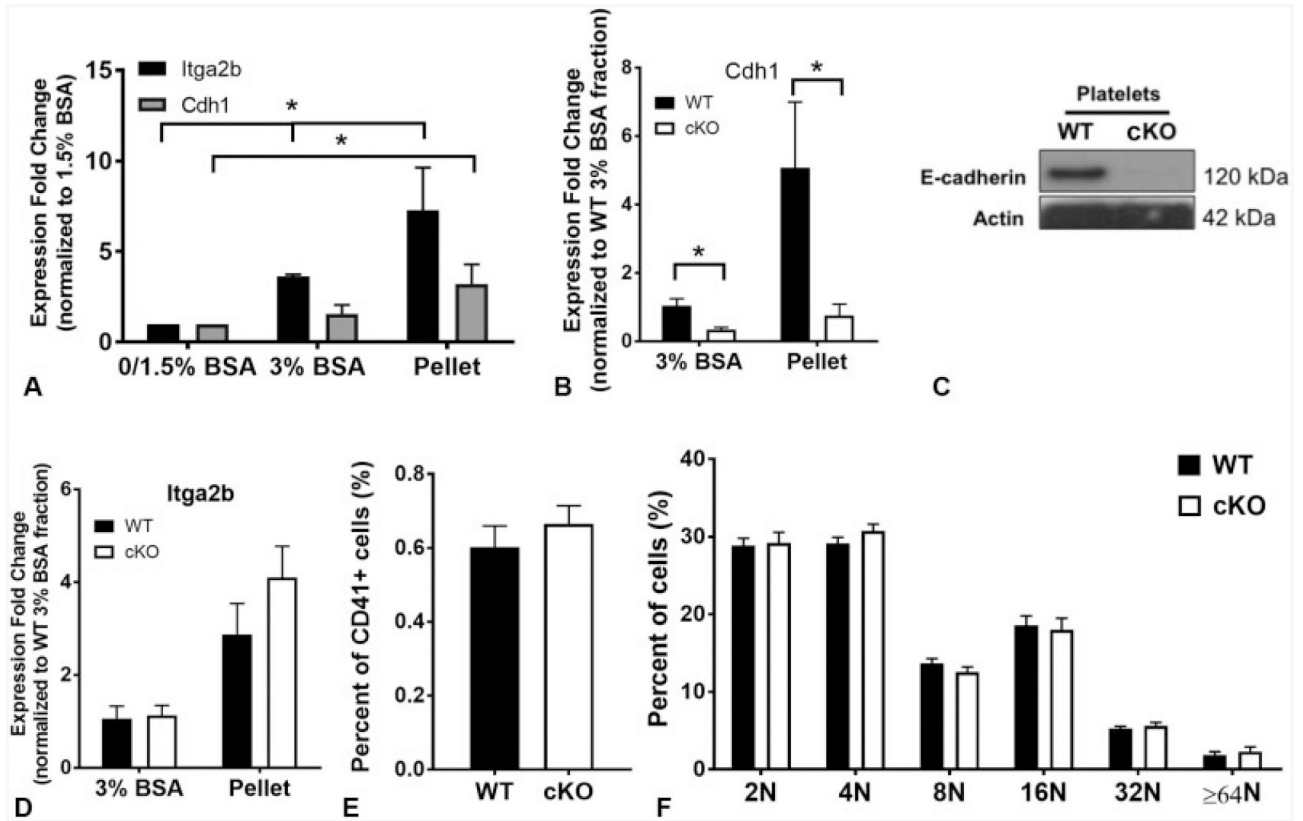 Expression Fold Change
(normalized to 1.5% BSA)
15
10
5
0
Itga2b
Cdh1
*
*
0/1.5% BSA 3% BSA Pellet
A
Expression Fold Change
(normalized to WT 3% BSA fraction)
8
6
4
2
0
Cdh1
WT
cKO
*
*
3% BSA Pellet
B
Platelets
WT cKO
E-cadherin 120 kDa
Actin 42 kDa
C
Expression Fold Change
(normalized to WT 3% BSA fraction)
6
4
2
0
Itga2b
WT
cKO
3% BSA Pellet
D
Percent of CD41+ cells (%)
0.8
0.6
0.4
0.2
0.0
WT cKO
E
Percent of cells (%)
40
30
20
10
0
WT
cKO
2N 4N 8N 16N 32N ≥64N
F